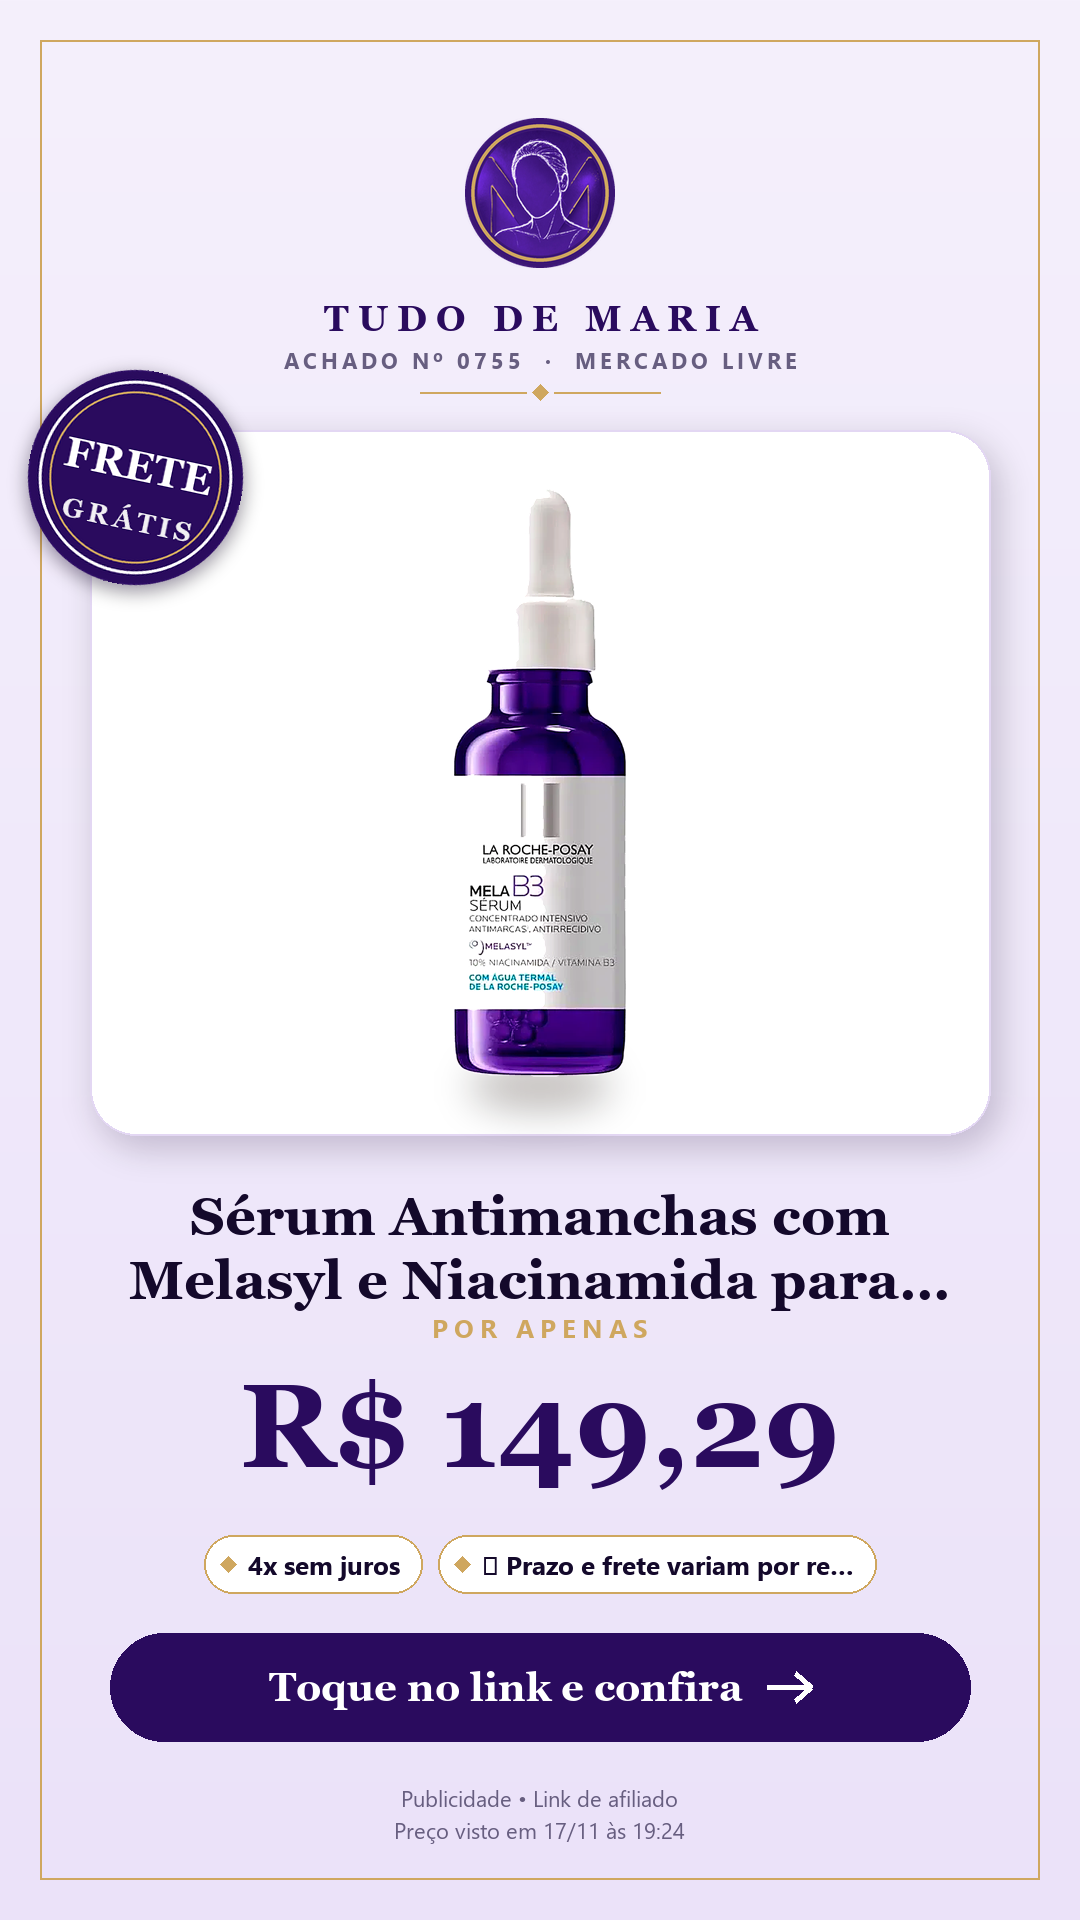 TUDO DE MARIA
ACHADO Nº 0755 · MERCADO LIVRE
FRETE
GRÁTIS
LA ROCHE-POSAY
LABORATOIRE DERMATOLOGIQUE
MELA B3
SÉRUM
CONCENTRADO INTENSIVO
ANTIMARCAS, ANTIRRECIDIVO
MELASYL™
10% NIACINAMIDA / VITAMINA B3
COM ÁGUA TERMAL
DE LA ROCHE-POSAY
Sérum Antimanchas com
Melasyl e Niacinamida para...
POR APENAS
R$ 149,29
4x sem juros
Prazo e frete variam por re...
Toque no link e confira →
Publicidade • Link de afiliado
Preço visto em 17/11 às 19:24